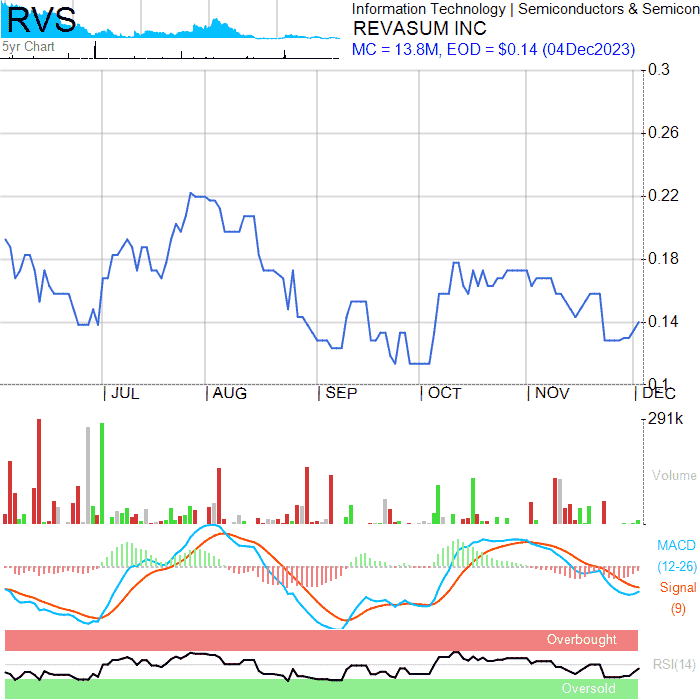 RVS
5yr Chart
Information Technology | Semiconductors & Semicon
REVASUM INC
MC = 13.8M, EOD = $0.14 (04Dec2023)
0.3
0.26
0.22
0.18
0.14
0.1
JUL AUG SEP OCT NOV DEC
291k
Volume
MACD
(12-26)
Signal
(9)
Overbought
RSI(14)
Oversold